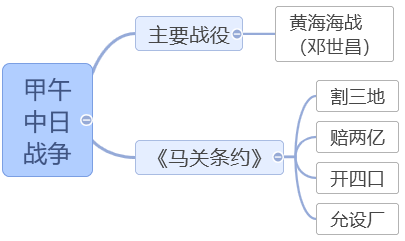 甲午
中日
战争
主要战役
黄海海战
（邓世昌）
《马关条约》
割三地
赔两亿
开四口
允设厂